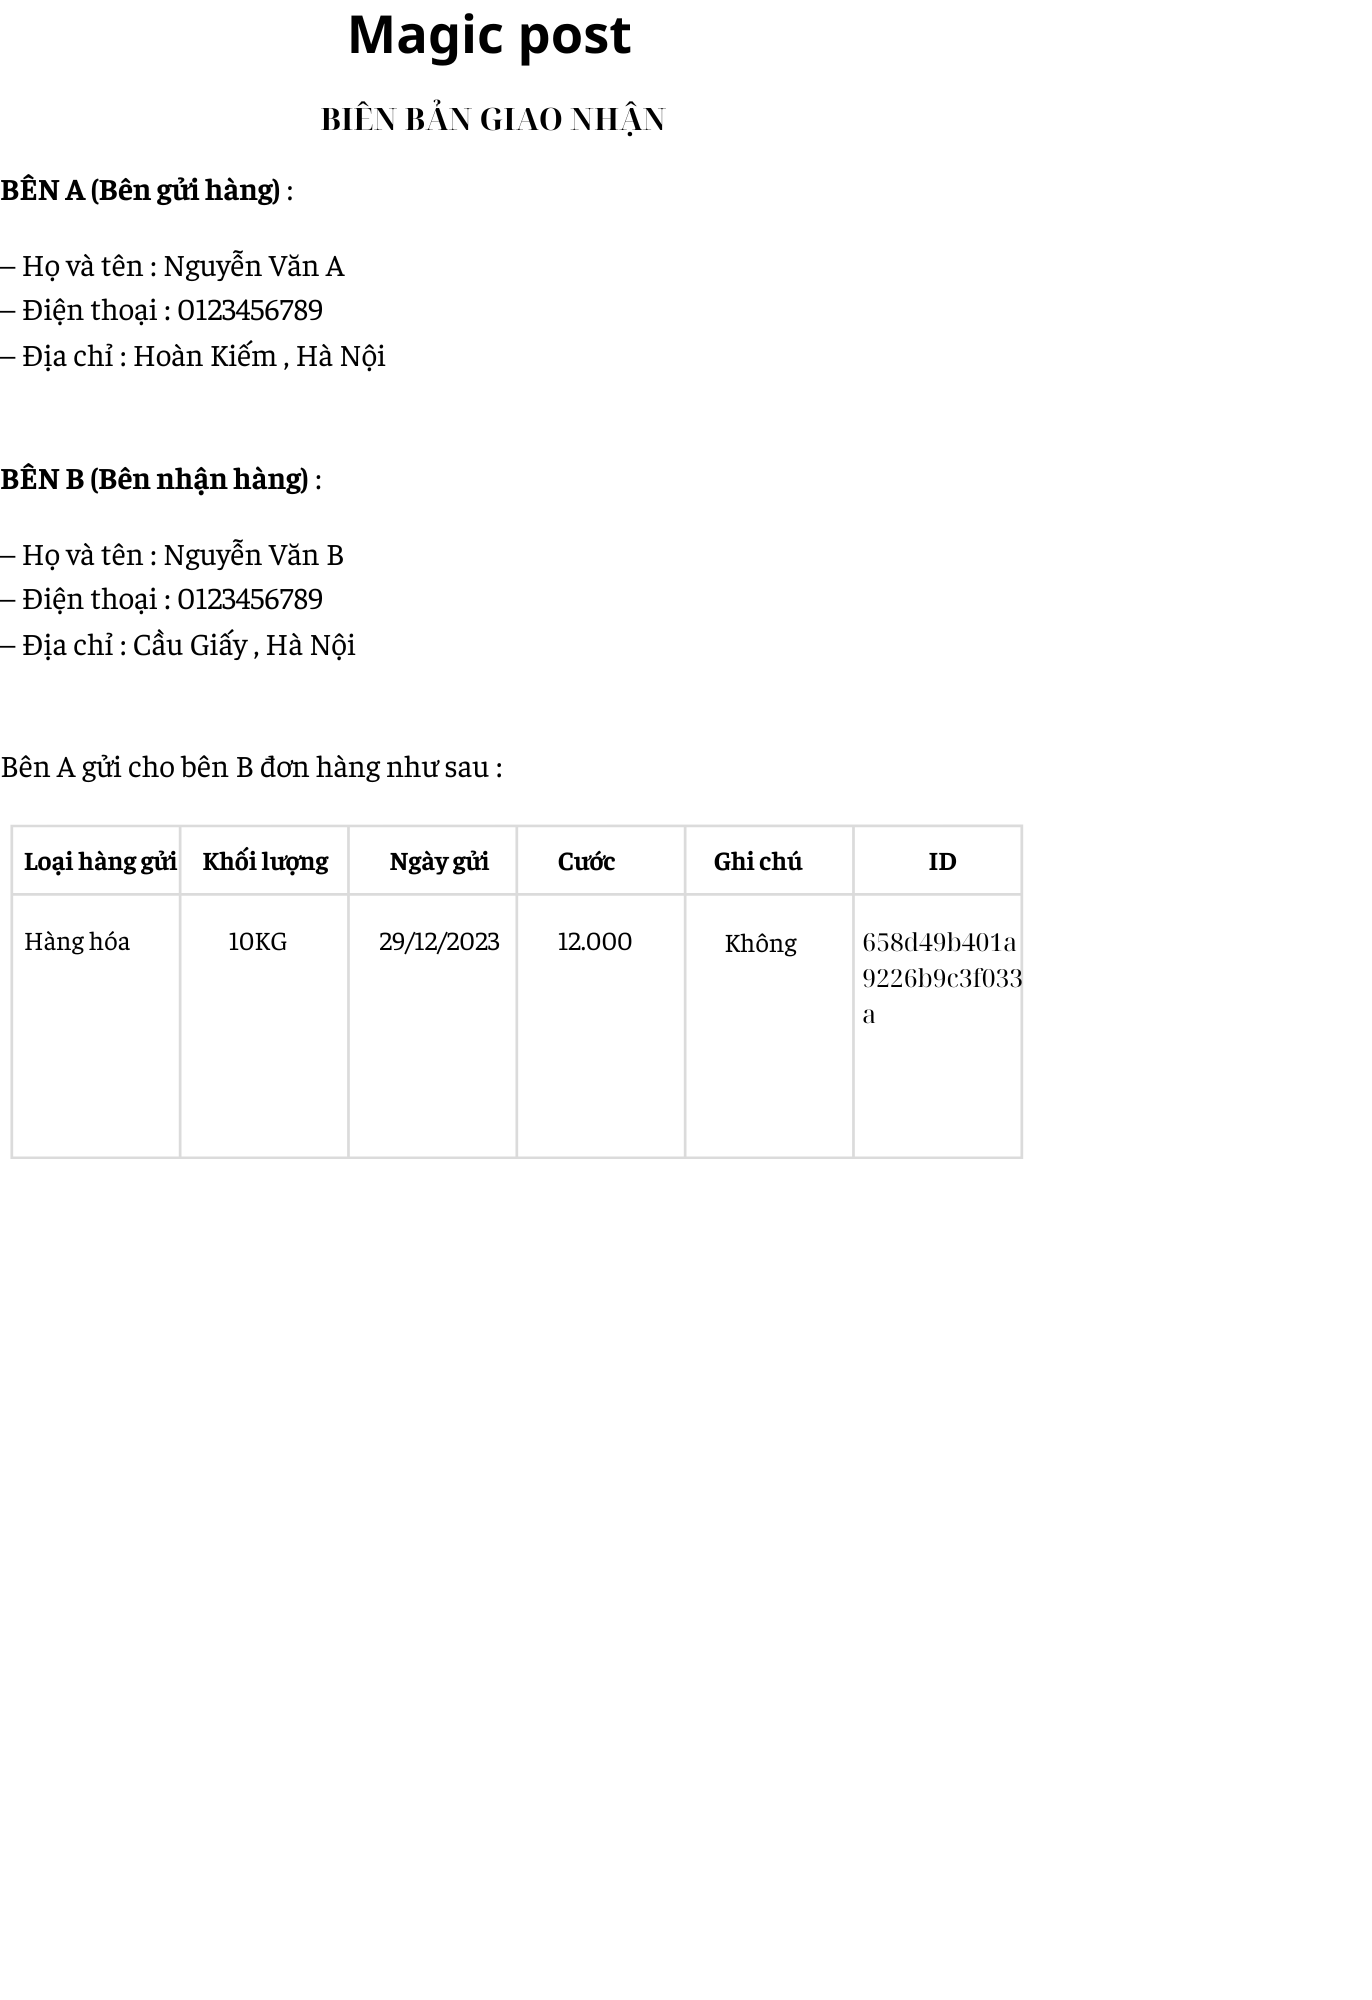 Magic post
BIÊN BẢN GIAO NHẬN
BÊN A (Bên gửi hàng) :
– Họ và tên : Nguyễn Văn A
– Điện thoại : 0123456789
– Địa chỉ : Hoàn Kiếm , Hà Nội
BÊN B (Bên nhận hàng) :
– Họ và tên : Nguyễn Văn B
– Điện thoại : 0123456789
– Địa chỉ : Cầu Giấy , Hà Nội
Bên A gửi cho bên B đơn hàng như sau :
Loại hàng gửi Khối lượng Ngày gửi Cước Ghi chú ID
Hàng hóa 10KG 29/12/2023 12.000 Không 658d49b401a
9226b9c3f033
a